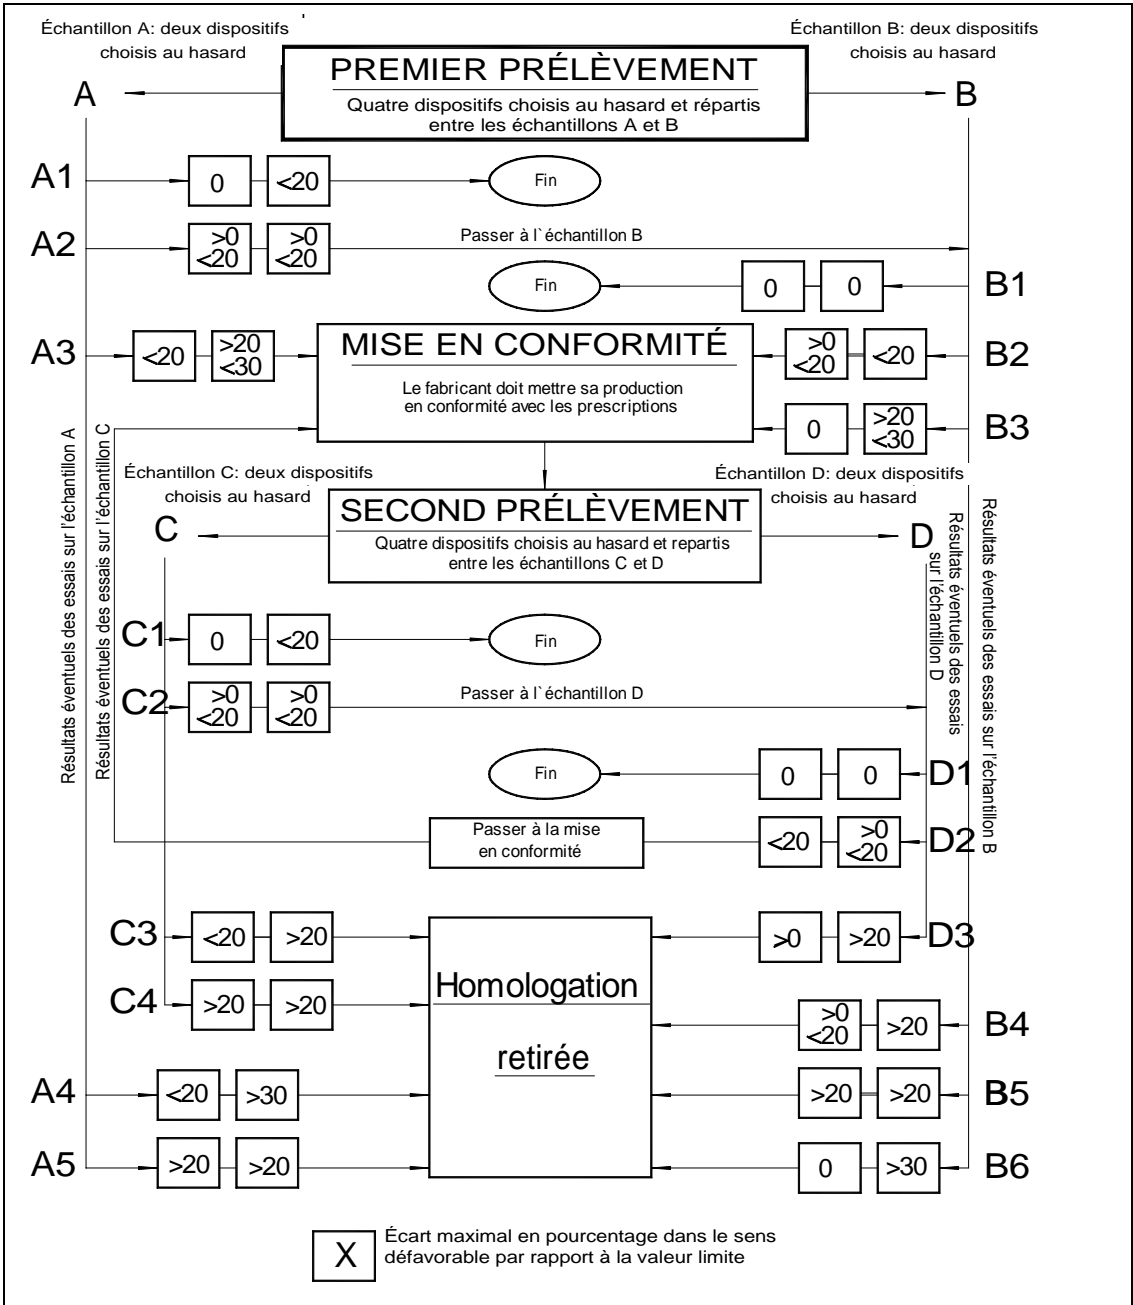 Échantillon A: deux dispositifs
choisis au hasard
Échantillon B: deux dispositifs
choisis au hasard
PREMIER PRÉLÈVEMENT
Quatre dispositifs choisis au hasard et répartis
entre les échantillons A et B
A
B
A1
0
<20
Fin
A2
>0
<20
>0
<20
Passer à l`échantillon B
Fin
0
0
B1
A3
<20
>20
<30
MISE EN CONFORMITÉ
Le fabricant doit mettre sa production
en conformité avec les prescriptions
>0
<20
<20
B2
0
>20
<30
B3
Résultats éventuels des essais sur l'échantillon A
Résultats éventuels des essais sur l'échantillon C
Échantillon C: deux dispositifs
choisis au hasard
Échantillon D: deux dispositifs
choisis au hasard
SECOND PRÉLÈVEMENT
Quatre dispositifs choisis au hasard et repartis
entre les échantillons C et D
C
D
Résultats éventuels des essais
sur l'échantillon D
Résultats éventuels des essais sur l'échantillon B
C1
0
<20
Fin
C2
>0
<20
>0
<20
Passer à l`échantillon D
Fin
0
0
D1
Passer à la mise
en conformité
<20
>0
<20
D2
C3
<20
>20
>0
>20
D3
Homologation
retirée
C4
>20
>20
>0
<20
>20
B4
A4
<20
>30
>20
>20
B5
A5
>20
>20
0
>30
B6
X
Écart maximal en pourcentage dans le sens
défavorable par rapport à la valeur limite